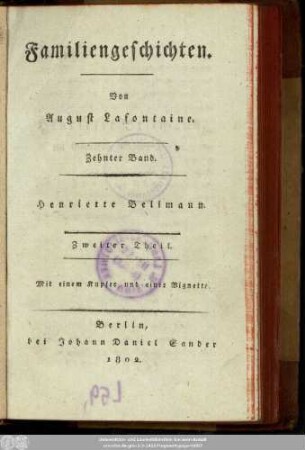 Familiengeschichten.
Von
August Lafontaine.
Zehnter Band.
Henriette Bellmann.
Zweiter Theil.
Mit einem Kupfer und einer Vignette.
Berlin,
bei Johann Daniel Sander
1802.